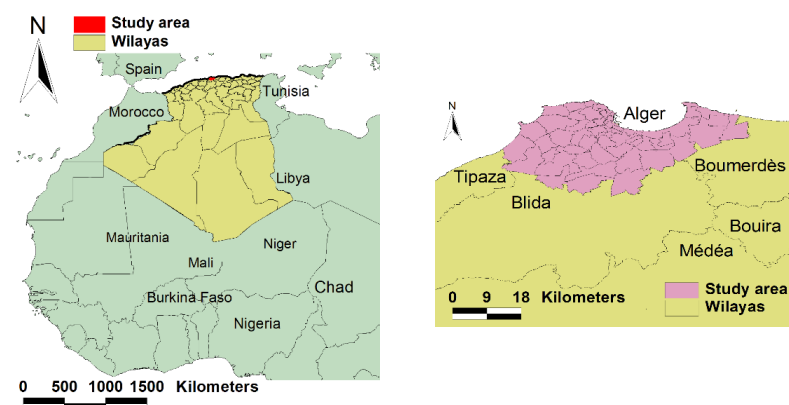 N
Study area
Wilayas
Spain
Tunisia
Morocco
Libya
Mauritania
Niger
Mali
Chad
Burkina Faso
Nigeria
0 500 1000 1500 Kilometers
N
Alger
Boumerdès
Tipaza
Blida
Bouira
Médéa
Study area
0 9 18 Kilometers
Wilayas